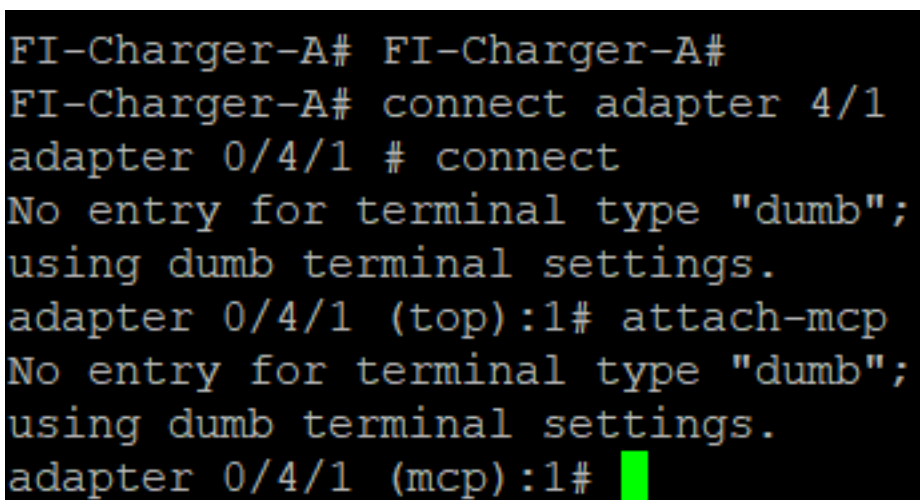 FI-Charger-A# FI-Charger-A#
FI-Charger-A# connect adapter 4/1
adapter 0/4/1 # connect
No entry for terminal type "dumb";
using dumb terminal settings.
adapter 0/4/1 (top):1# attach-mcp
No entry for terminal type "dumb";
using dumb terminal settings.
adapter 0/4/1 (mcp):1#